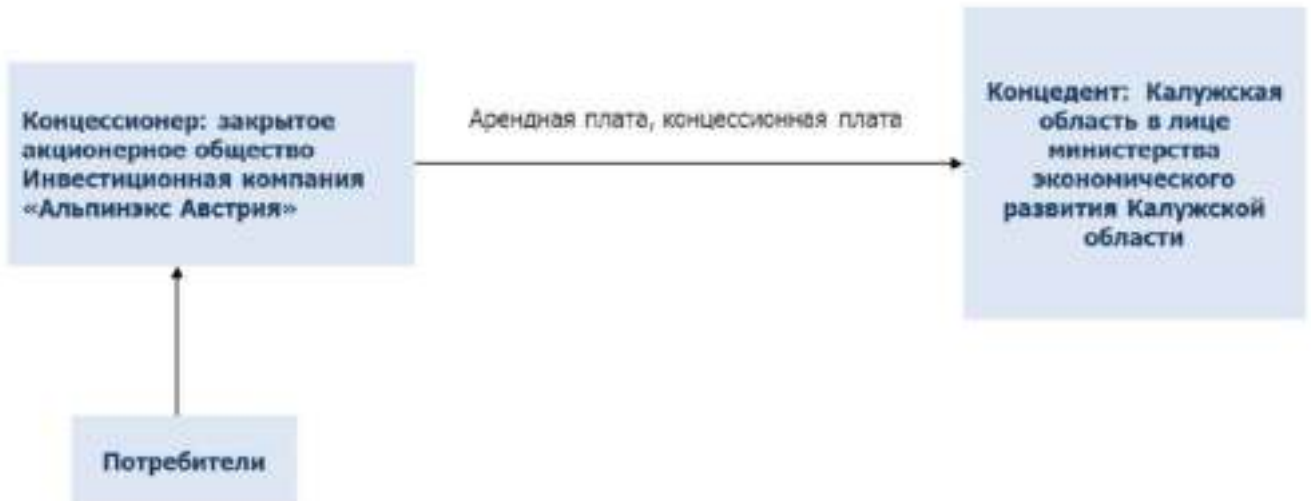 Концессионер: закрытое
акционерное общество
Инвестиционная компания
«Альпинэкс Австрия»
Арендная плата, концессионная плата
Концедент: Калужская
область в лице
министерства
экономического
развития Калужской
области
Потребители